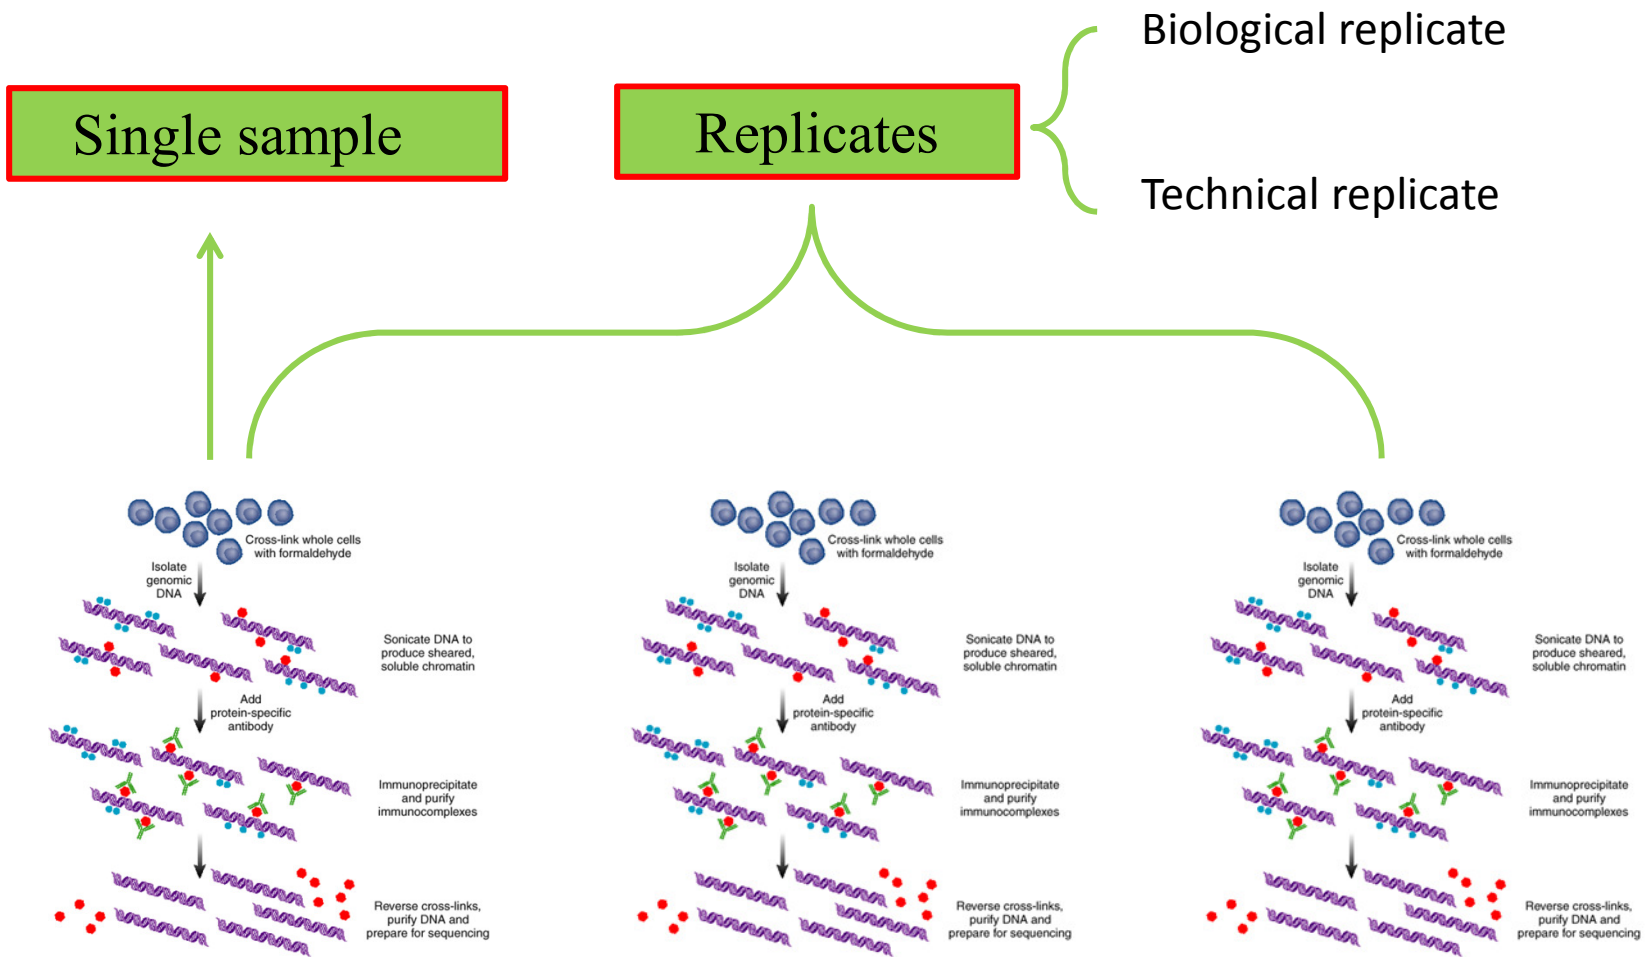 Biological replicate
Single sample
Replicates
Technical replicate
Cross-link whole cells
with formaldehyde
Isolate
genomic
DNA
Sonicate DNA to
produce sheared,
soluble chromatin
Add
protein-specific
antibody
Immunoprecipitate
and purify
immunocomplexes
Reverse cross-links,
purify DNA and
prepare for sequencing
Cross-link whole cells
with formaldehyde
Isolate
genomic
DNA
Sonicate DNA to
produce sheared,
soluble chromatin
Add
protein-specific
antibody
Immunoprecipitate
and purify
immunocomplexes
Reverse cross-links,
purify DNA and
prepare for sequencing
Cross-link whole cells
with formaldehyde
Isolate
genomic
DNA
Sonicate DNA to
produce sheared,
soluble chromatin
Add
protein-specific
antibody
Immunoprecipitate
and purify
immunocomplexes
Reverse cross-links,
purify DNA and
prepare for sequencing